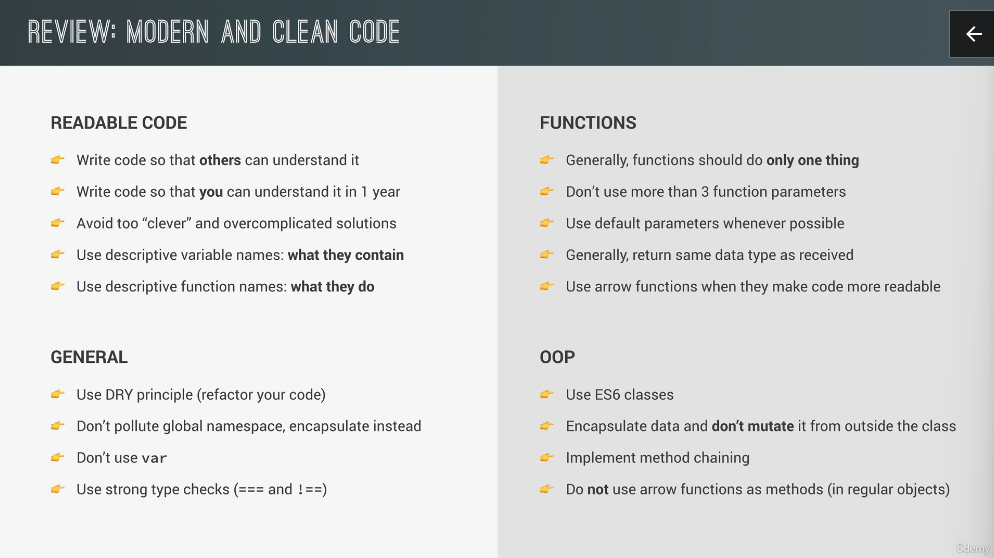 REVIEW: MODERN AND CLEAN CODE
READABLE CODE
Write code so that others can understand it
Write code so that you can understand it in 1 year
Avoid too “clever” and overcomplicated solutions
Use descriptive variable names: what they contain
Use descriptive function names: what they do
GENERAL
Use DRY principle (refactor your code)
Don’t pollute global namespace, encapsulate instead
Don’t use var
Use strong type checks (=== and !==)
FUNCTIONS
Generally, functions should do only one thing
Don’t use more than 3 function parameters
Use default parameters whenever possible
Generally, return same data type as received
Use arrow functions when they make code more readable
OOP
Use ES6 classes
Encapsulate data and don’t mutate it from outside the class
Implement method chaining
Do not use arrow functions as methods (in regular objects)
ûdemy